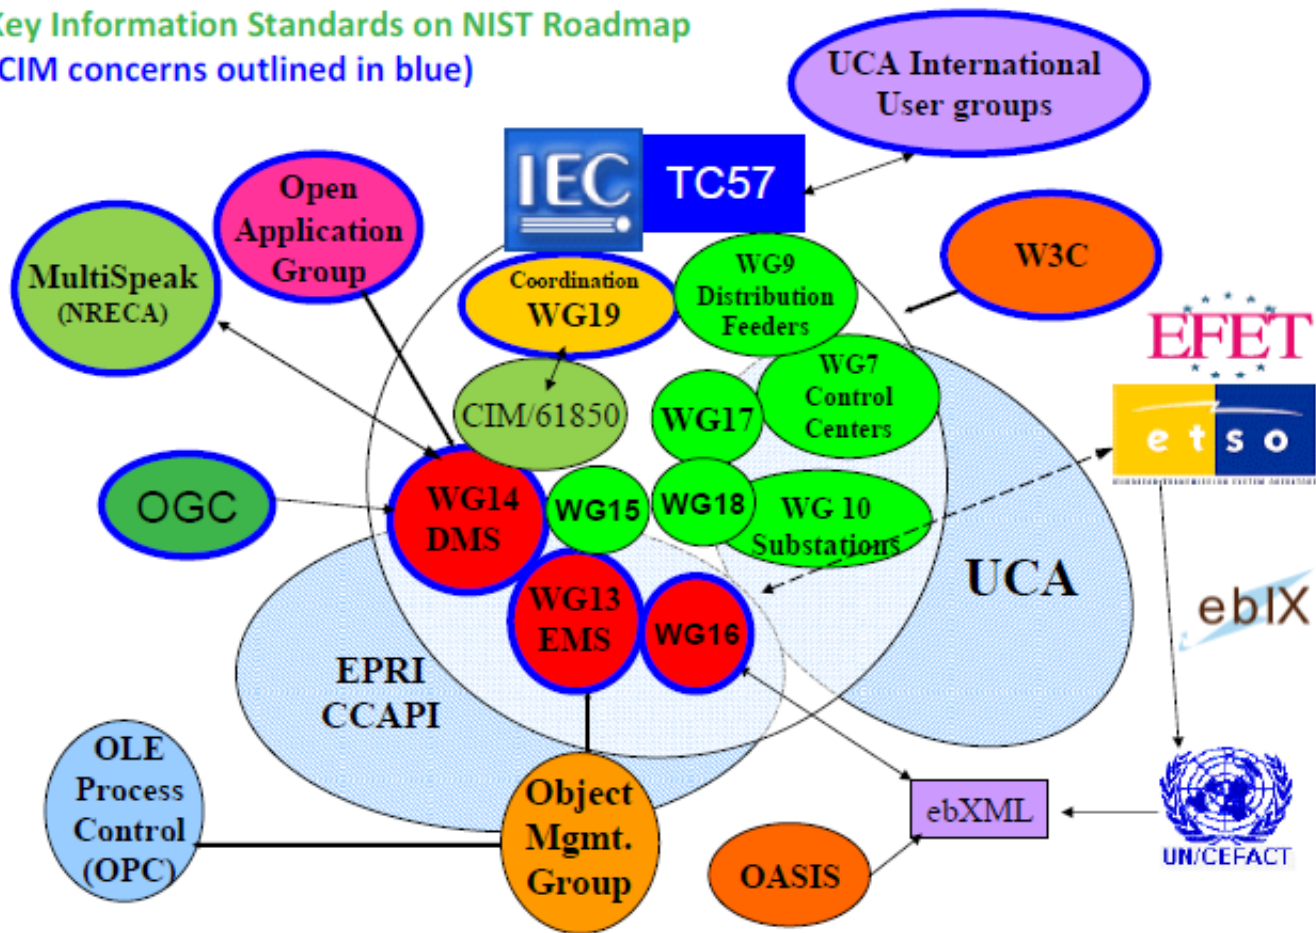 Key Information Standards on NIST Roadmap
CIM concerns outlined in blue)
UCA International
User groups
IEC
TC57
Open
Application
Group
MultiSpeak
(NRECA)
W3C
Coordination
WG19
WG9
Distribution
Feeders
EFET
WG7
Control
Centers
CIM/61850
WG17
etso
OGC
WG14
DMS
WG15
WG18
WG 10
Substations
UCA
WG13
EMS
WG16
ebIX
EPRI
CCAPI
OLE
Process
Control
(OPC)
Object
Mgmt.
Group
ebXML
OASIS
UN/CEFACT